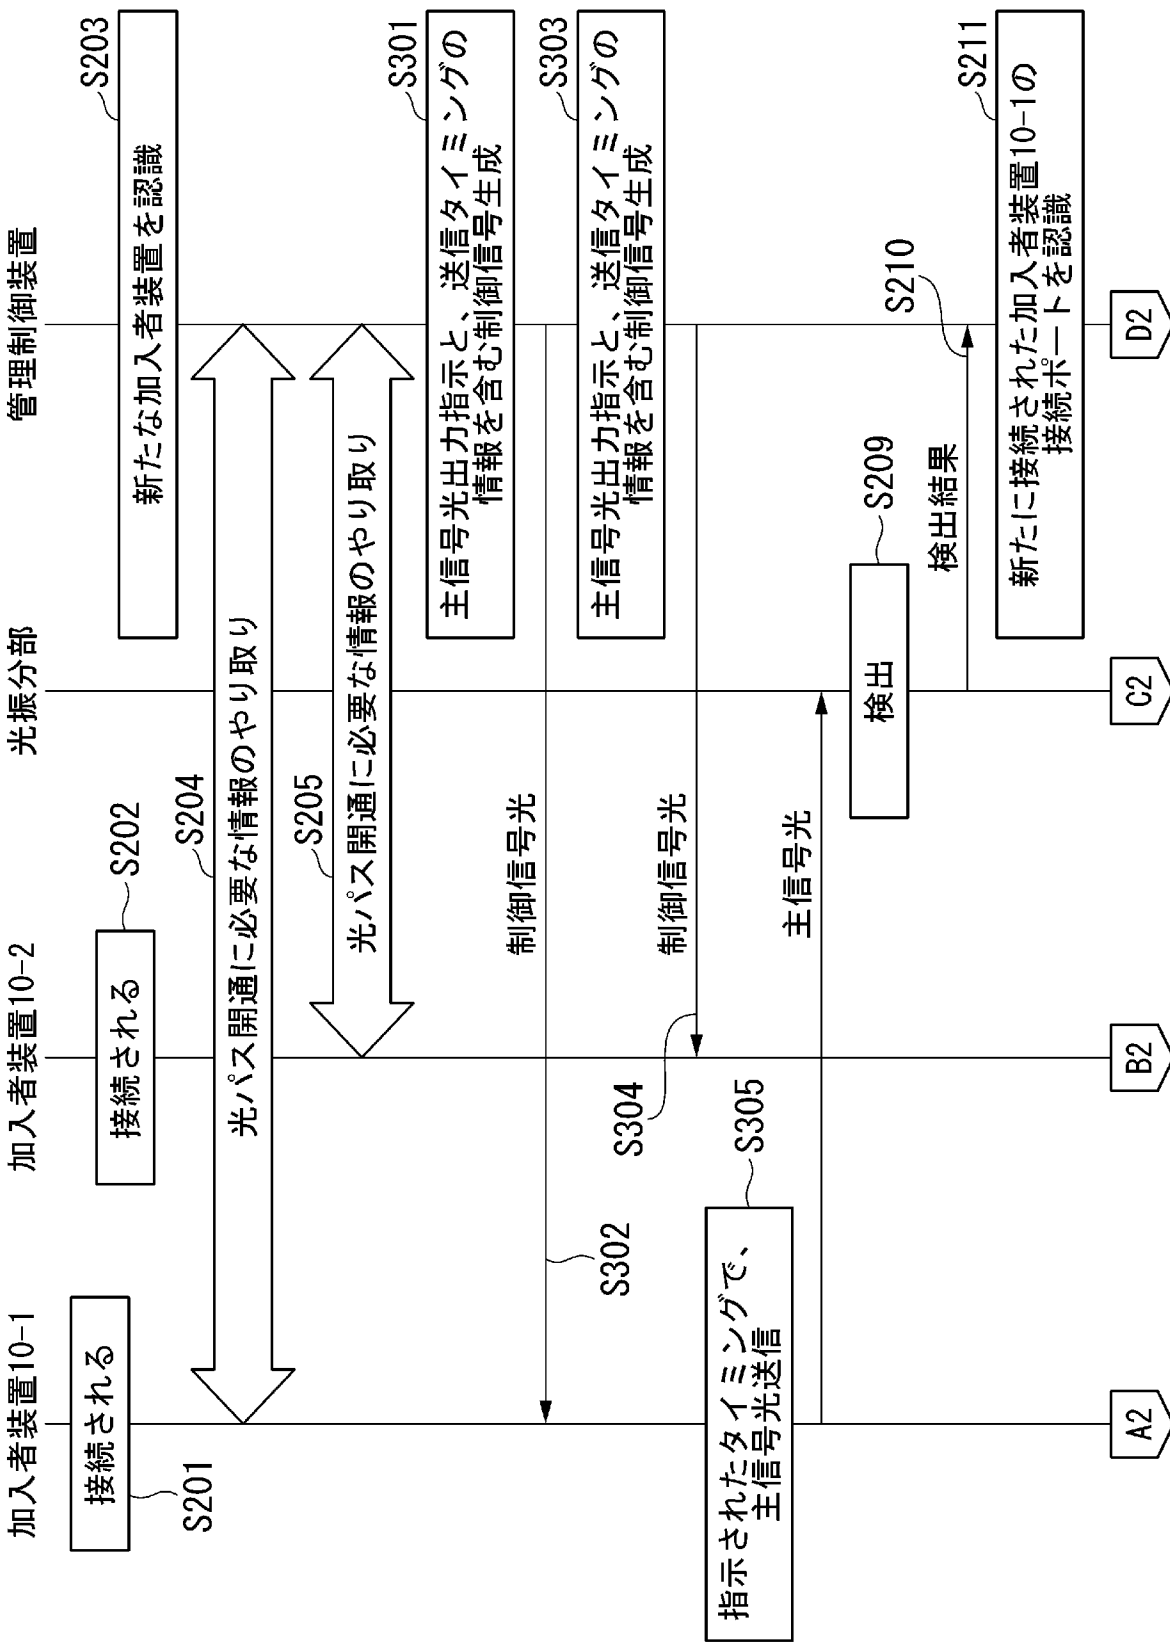 加入者装置10-1
加入者装置10-2
光振分部
管理制御装置
接続される
S201
接続される
S202
新たな加入者装置を認識
S203
S204
光パス開通に必要な情報のやり取り
S205
光パス開通に必要な情報のやり取り
主信号光出力指示と、送信タイミングの
情報を含む制御信号生成
S301
制御信号光
S302
主信号光出力指示と、送信タイミングの
情報を含む制御信号生成
S303
制御信号光
S304
指示されたタイミングで、
主信号光送信
S305
主信号光
検出
S209
検出結果
S210
新たに接続された加入者装置10-1の
接続ポートを認識
S211
A2
B2
C2
D2